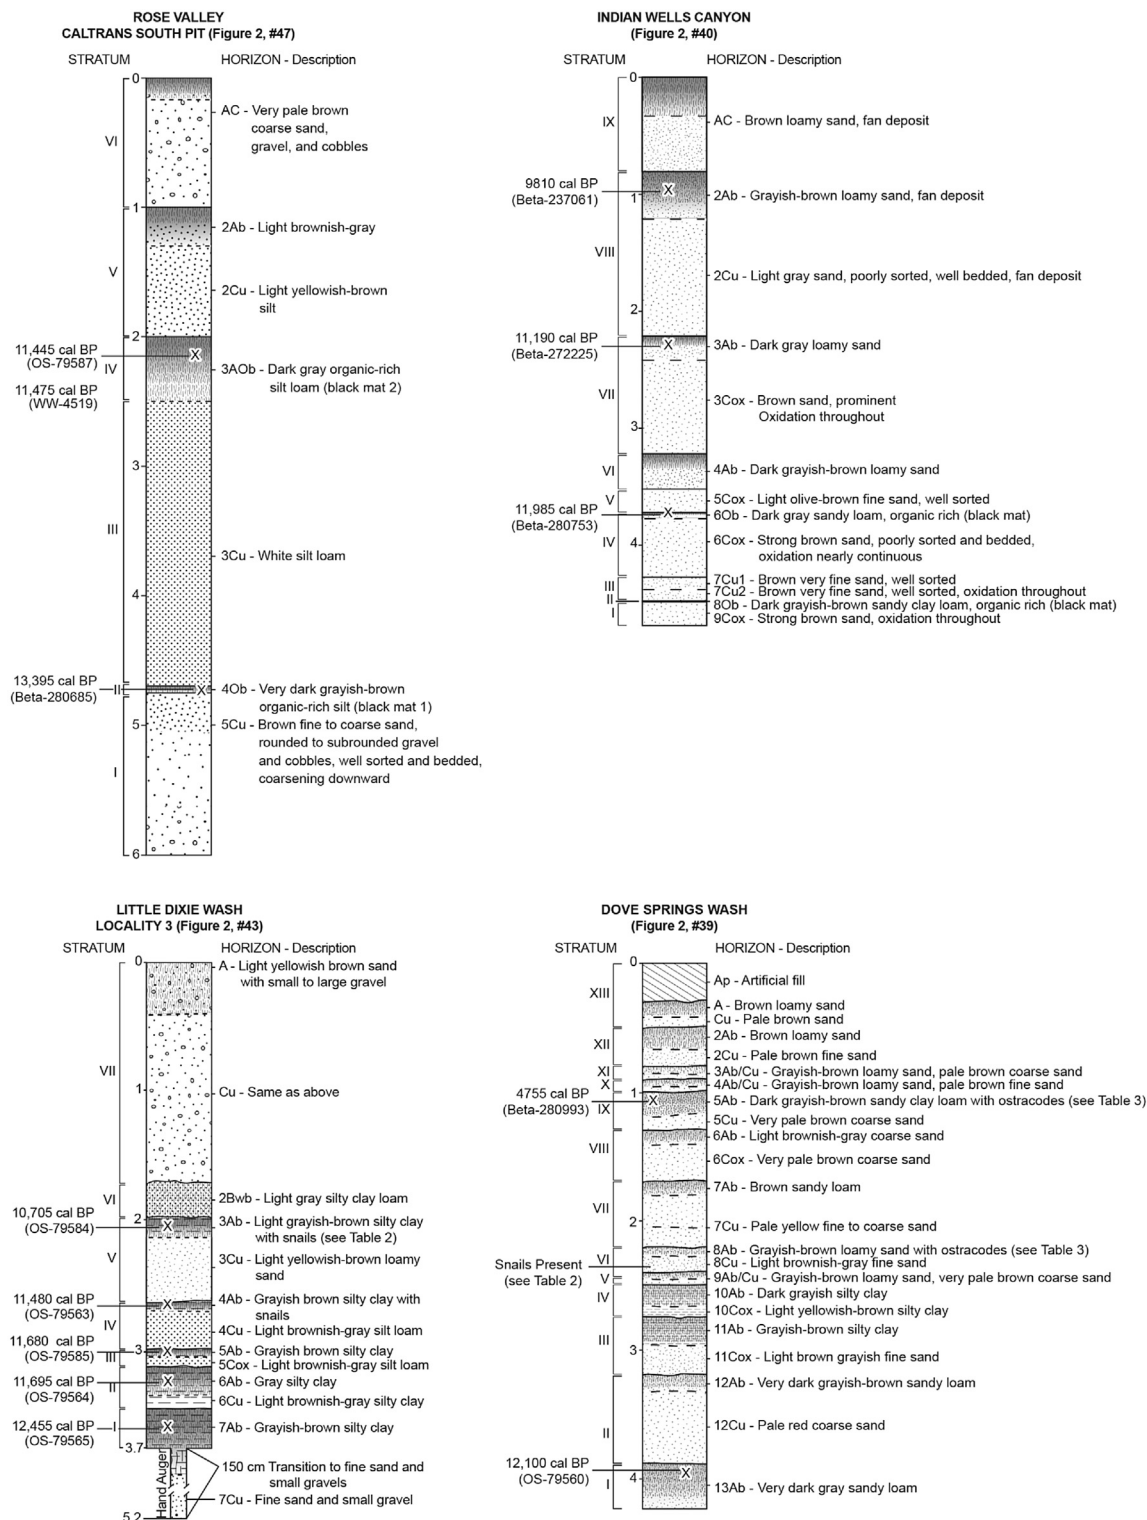 ROSE VALLEY
CALTRANS SOUTH PIT (Figure 2, #47)
STRATUM
HORIZON - Description
0
AC - Very pale brown
coarse sand,
gravel, and cobbles
VI
1
2Ab - Light brownish-gray
V
2Cu - Light yellowish-brown
silt
2
11,445 cal BP
(OS-79587)
IV
3AOb - Dark gray organic-rich
silt loam (black mat 2)
11,475 cal BP
(WW-4519)
X
3
III
3Cu - White silt loam
4
13,395 cal BP
(Beta-280685)
II
X
4Ob - Very dark grayish-brown
organic-rich silt (black mat 1)
5
5Cu - Brown fine to coarse sand,
rounded to subrounded gravel
and cobbles, well sorted and bedded,
coarsening downward
I
6
INDIAN WELLS CANYON
(Figure 2, #40)
STRATUM
HORIZON - Description
0
IX
AC - Brown loamy sand, fan deposit
9810 cal BP
(Beta-237061)
X
1
2Ab - Grayish-brown loamy sand, fan deposit
VIII
2Cu - Light gray sand, poorly sorted, well bedded, fan deposit
2
11,190 cal BP
(Beta-272225)
X
3Ab - Dark gray loamy sand
VII
3Cox - Brown sand, prominent
Oxidation throughout
3
VI
4Ab - Dark grayish-brown loamy sand
V
5Cox - Light olive-brown fine sand, well sorted
11,985 cal BP
(Beta-280753)
X
6Ob - Dark gray sandy loam, organic rich (black mat)
IV
4
6Cox - Strong brown sand, poorly sorted and bedded,
oxidation nearly continuous
III
7Cu1 - Brown very fine sand, well sorted
7Cu2 - Brown very fine sand, well sorted, oxidation throughout
II
8Ob - Dark grayish-brown sandy clay loam, organic rich (black mat)
I
9Cox - Strong brown sand, oxidation throughout
LITTLE DIXIE WASH
LOCALITY 3 (Figure 2, #43)
STRATUM
HORIZON - Description
0
A - Light yellowish brown sand
with small to large gravel
VII
1
Cu - Same as above
VI
2Bwb - Light gray silty clay loam
10,705 cal BP
(OS-79584)
2
X
3Ab - Light grayish-brown silty clay
with snails (see Table 2)
V
3Cu - Light yellowish-brown loamy
sand
11,480 cal BP
(OS-79563)
X
4Ab - Grayish brown silty clay with
snails
IV
4Cu - Light brownish-gray silt loam
11,680 cal BP
(OS-79585)
3
X
5Ab - Grayish brown silty clay
III
5Cox - Light brownish-gray silt loam
11,695 cal BP
(OS-79564)
II
X
6Ab - Gray silty clay
6Cu - Light brownish-gray silty clay
12,455 cal BP
(OS-79565)
I
X
7Ab - Grayish-brown silty clay
3.7
Hand Auger
150 cm Transition to fine sand and
small gravels
7Cu - Fine sand and small gravel
5.2
DOVE SPRINGS WASH
(Figure 2, #39)
STRATUM
HORIZON - Description
0
Ap - Artificial fill
XIII
A - Brown loamy sand
Cu - Pale brown sand
XII
2Ab - Brown loamy sand
2Cu - Pale brown fine sand
XI
3Ab/Cu - Grayish-brown loamy sand, pale brown coarse sand
X
4Ab/Cu - Grayish-brown loamy sand, pale brown fine sand
4755 cal BP
(Beta-280993)
1
X
IX
5Ab - Dark grayish-brown sandy clay loam with ostracodes (see Table 3)
5Cu - Very pale brown coarse sand
VIII
6Ab - Light brownish-gray coarse sand
6Cox - Very pale brown coarse sand
7Ab - Brown sandy loam
VII
2
7Cu - Pale yellow fine to coarse sand
8Ab - Grayish-brown loamy sand with ostracodes (see Table 3)
Snails Present
(see Table 2)
VI
8Cu - Light brownish-gray fine sand
V
9Ab/Cu - Grayish-brown loamy sand, very pale brown coarse sand
IV
10Ab - Dark grayish silty clay
10Cox - Light yellowish-brown silty clay
III
11Ab - Grayish-brown silty clay
3
11Cox - Light brown grayish fine sand
12Ab - Very dark grayish-brown sandy loam
II
12Cu - Pale red coarse sand
12,100 cal BP
(OS-79560)
X
4
I
13Ab - Very dark gray sandy loam